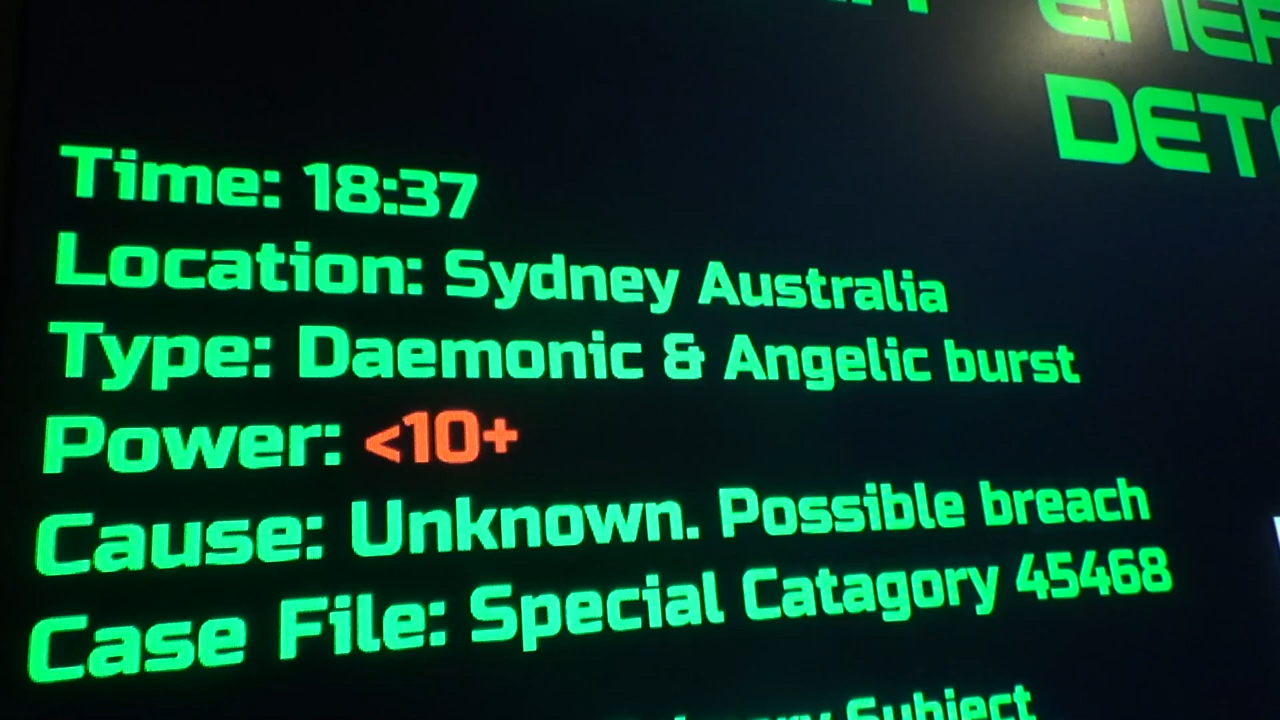 Time: 18:37
Location: Sydney Australia
Type: Daemonic & Angelic burst
Power: <10+
Cause: Unknown. Possible breach
Case File: Special Catagory 45468
Subject